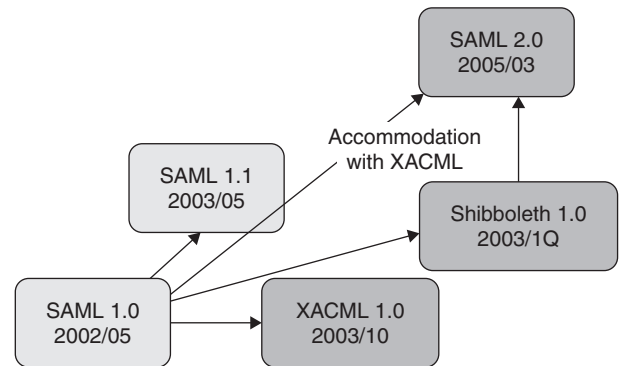 SAML 2.0
2005/03
Accommodation
with XACML
SAML 1.1
2003/05
Shibboleth 1.0
2003/1Q
SAML 1.0
2002/05
XACML 1.0
2003/10